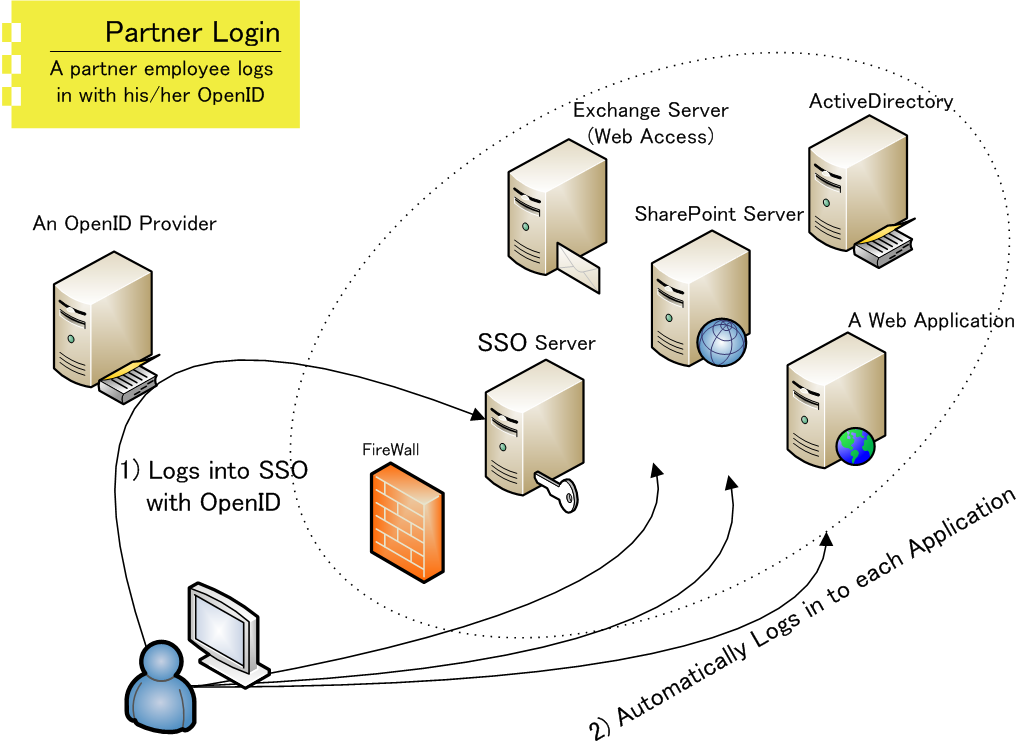 Partner Login
A partner employee logs
in with his/her OpenID
Exchange Server
(Web Access)
ActiveDirectory
An OpenID Provider
SharePoint Server
A Web Application
SSO Server
FireWall
1) Logs into SSO
with OpenID
2) Automatically Logs in to each Application